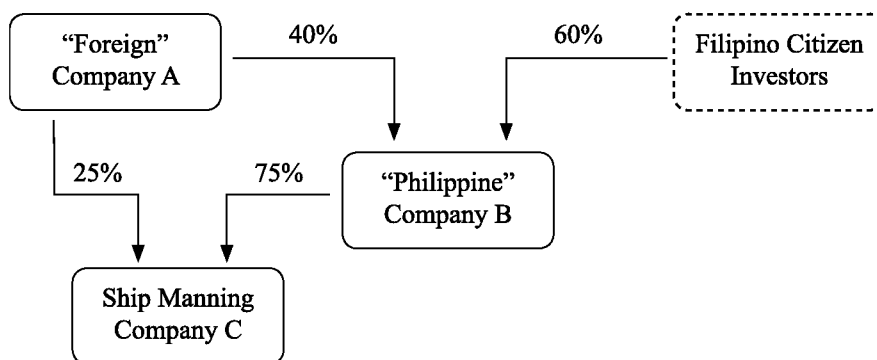 “Foreign”
Company A
40%
60%
Filipino Citizen
Investors
25%
75%
“Philippine”
Company B
Ship Manning
Company C